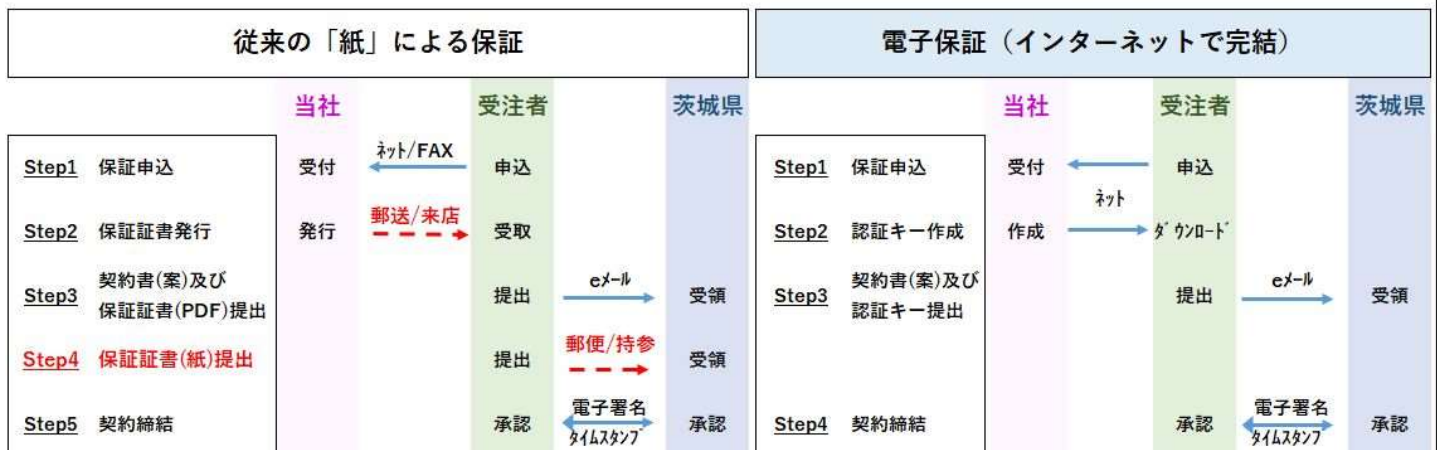 従来の「紙」による保証
当社 受注者 茨城県
Step1 保証申込 受付 ﾈｯﾄ/FAX 申込
Step2 保証証書発行 発行 郵送/来店 受取
Step3 契約書(案)及び
保証証書(PDF)提出 提出 eﾒｰﾙ 受領
Step4 保証証書(紙)提出 提出 郵便/持参 受領
Step5 契約締結 承認 電子署名
ﾀｲﾑｽﾀﾝﾌﾟ 承認
電子保証（インターネットで完結）
当社 受注者 茨城県
Step1 保証申込 受付 申込
ﾈｯﾄ
Step2 認証キー作成 作成 ﾀﾞｳﾝﾛｰﾄﾞ
Step3 契約書(案)及び
認証キー提出 提出 eﾒｰﾙ 受領
Step4 契約締結 承認 電子署名
ﾀｲﾑｽﾀﾝﾌﾟ 承認